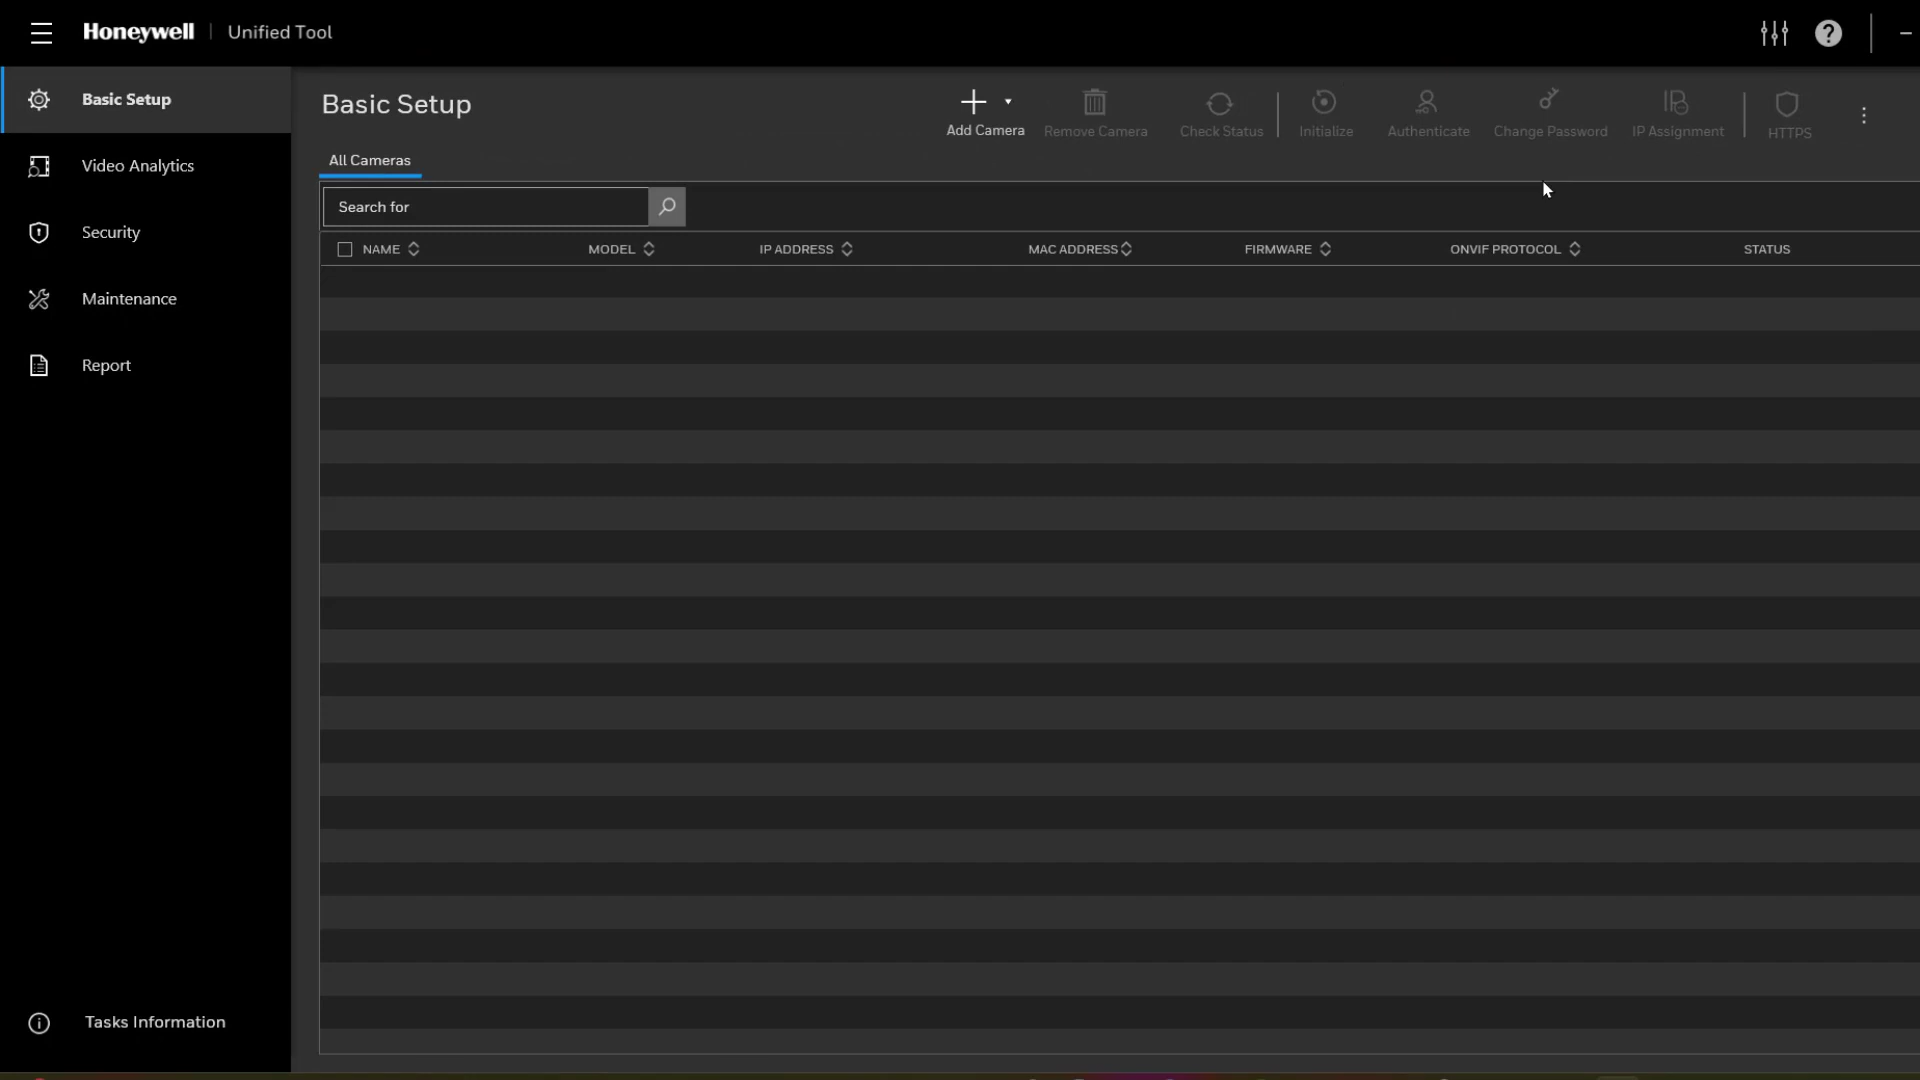 Honeywell | Unified Tool
Basic Setup
Video Analytics
Security
Maintenance
Report
Tasks Information
Basic Setup
Add Camera
Remove Camera
Check Status
Initialize
Authenticate
Change Password
IP Assignment
HTTPS
All Cameras
Search for
NAME MODEL IP ADDRESS MAC ADDRESS FIRMWARE ONVIF PROTOCOL STATUS